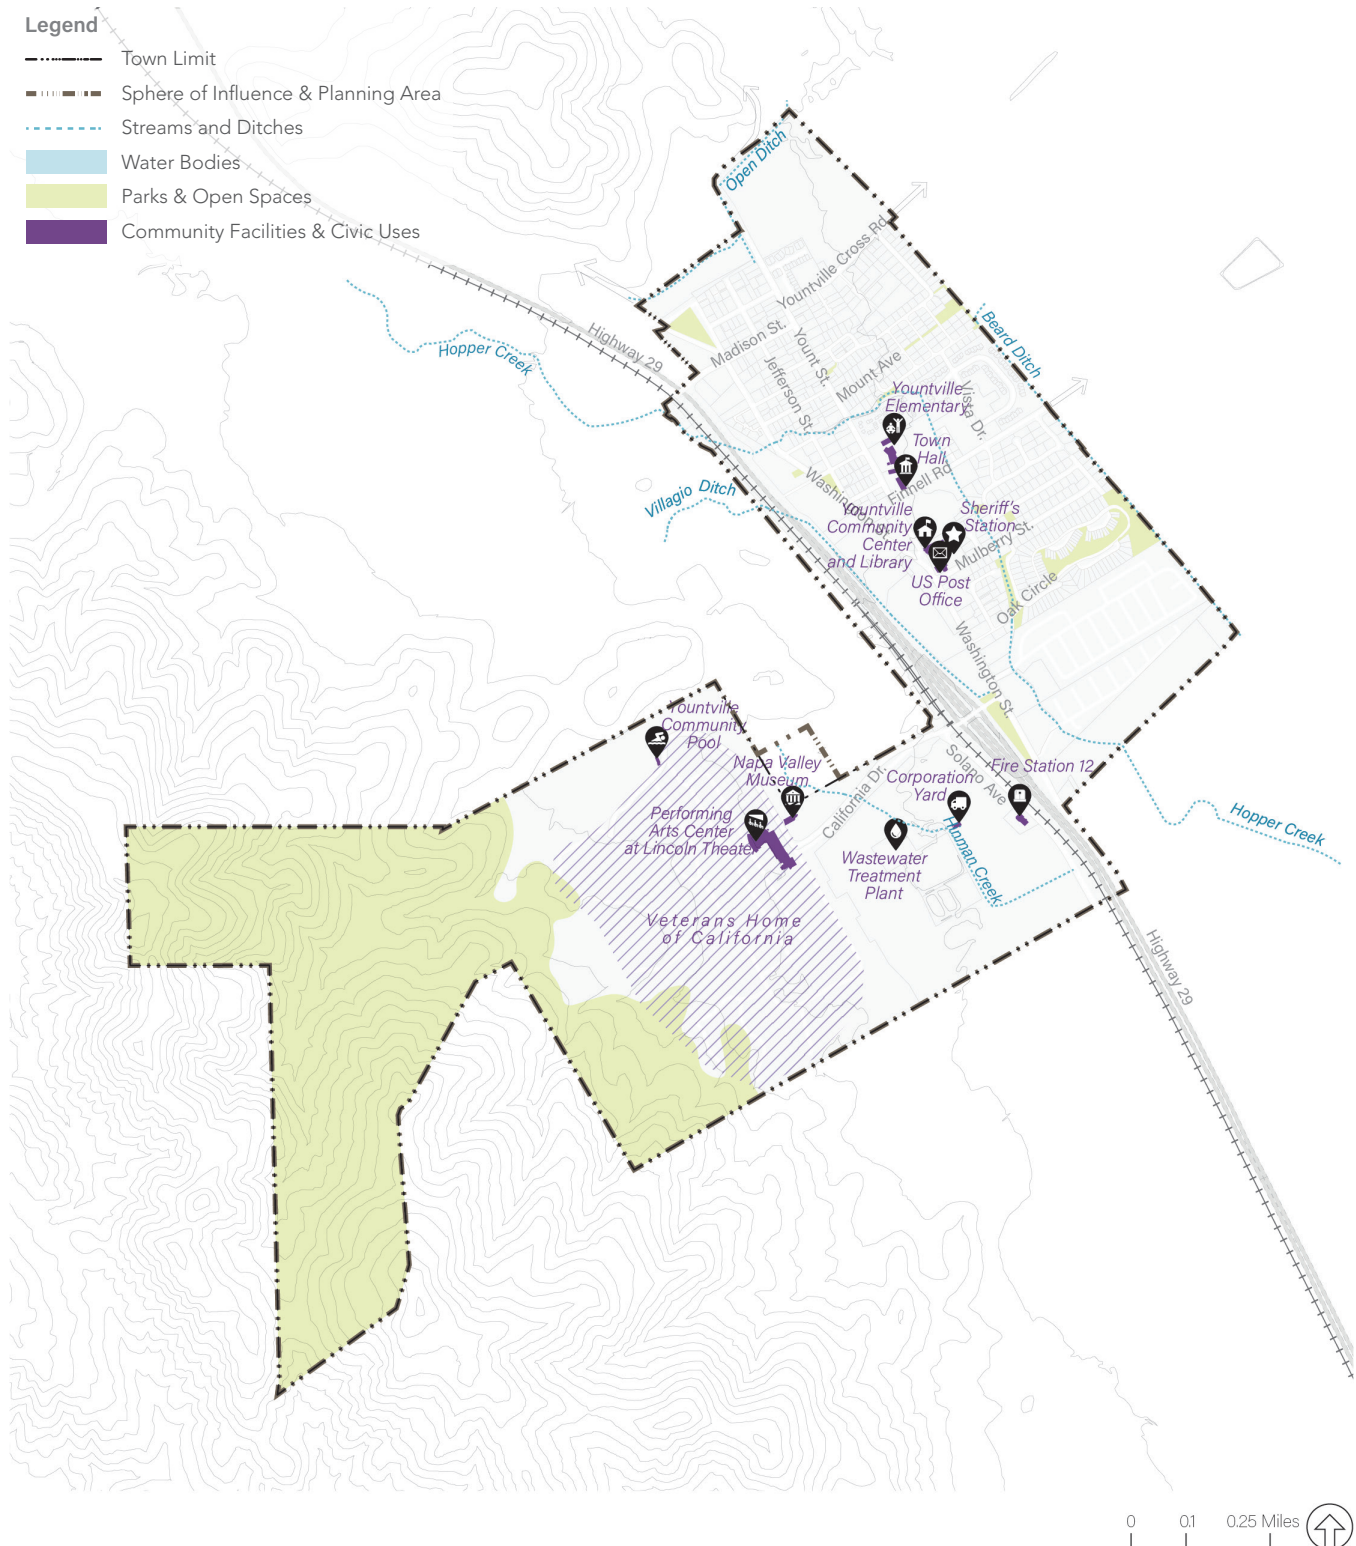 Legend
Town Limit
Sphere of Influence & Planning Area
Streams and Ditches
Water Bodies
Parks & Open Spaces
Community Facilities & Civic Uses
Open Ditch
Yountville Cross Rd
Beard Ditch
Highway 29
Hopper Creek
Madison St.
Yount St.
Jefferson St.
Mount Ave
Vista Dr.
Yountville
Elementary
Town
Hall
Finnell Rd
Washington St.
Villagio Ditch
Yountville
Community
Center
and Library
Sheriff's
Station
Mulberry St.
US Post
Office
Oak Circle
Washington St.
Yountville
Community
Pool
Napa Valley
Museum
Performing
Arts Center
at Lincoln Theater
California Dr.
Solano Ave
Corporation
Yard
Fire Station 12
Wastewater
Treatment
Plant
Hinman Creek
Hopper Creek
Veterans Home
of California
Highway 29
0
0.1
0.25 Miles